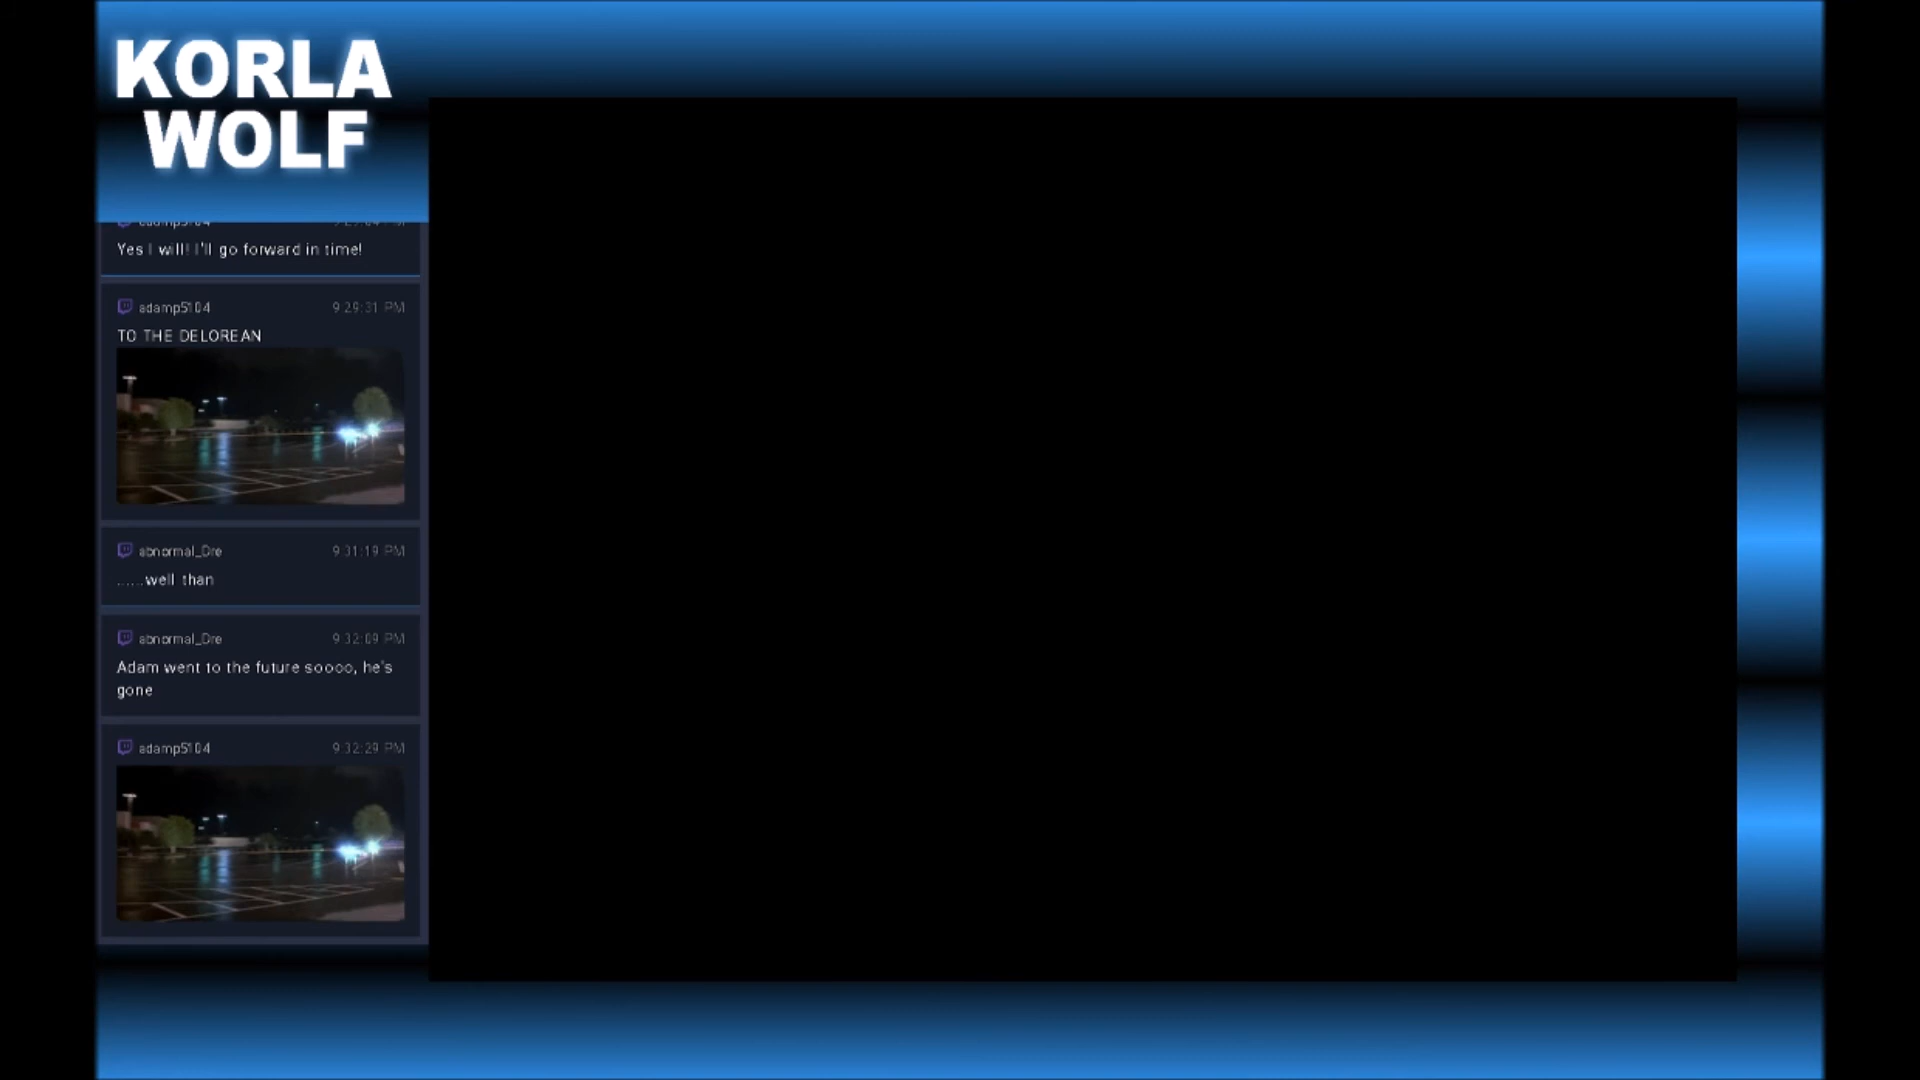 KORLA
WOLF
Yes I will! I'll go forward in time!
adamp5104 9:29:31 PM
TO THE DELOREAN
abnormal_Dre 9:31:19 PM
......well than
abnormal_Dre 9:32:09 PM
Adam went to the future soooo, he's
gone
adamp5104 9:32:29 PM